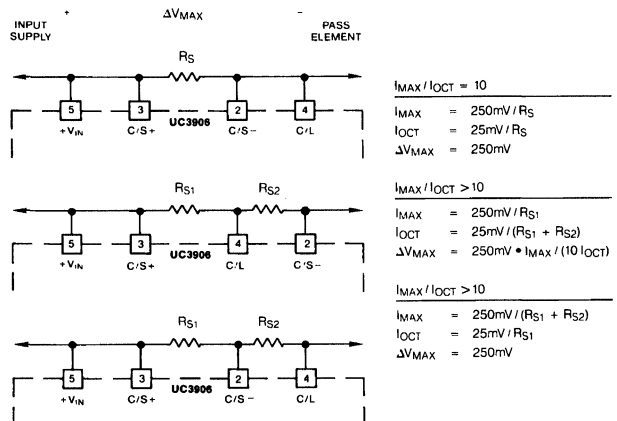 + ΔVMAX −
INPUT SUPPLY
PASS ELEMENT
RS
5 3 2 4
+VIN C/S+ UC3906 C/S− C/L
IMAX / IOCT = 10
IMAX = 250mV / RS
IOCT = 25mV / RS
ΔVMAX = 250mV
RS1 RS2
5 3 4 2
+VIN C/S+ UC3906 C/L C/S−
IMAX / IOCT >10
IMAX = 250mV / RS1
IOCT = 25mV / (RS1 + RS2)
ΔVMAX = 250mV • IMAX / (10 IOCT)
RS1 RS2
5 3 2 4
+VIN C/S+ UC3906 C/S− C/L
IMAX / IOCT >10
IMAX = 250mV / (RS1 + RS2)
IOCT = 25mV / RS1
ΔVMAX = 250mV